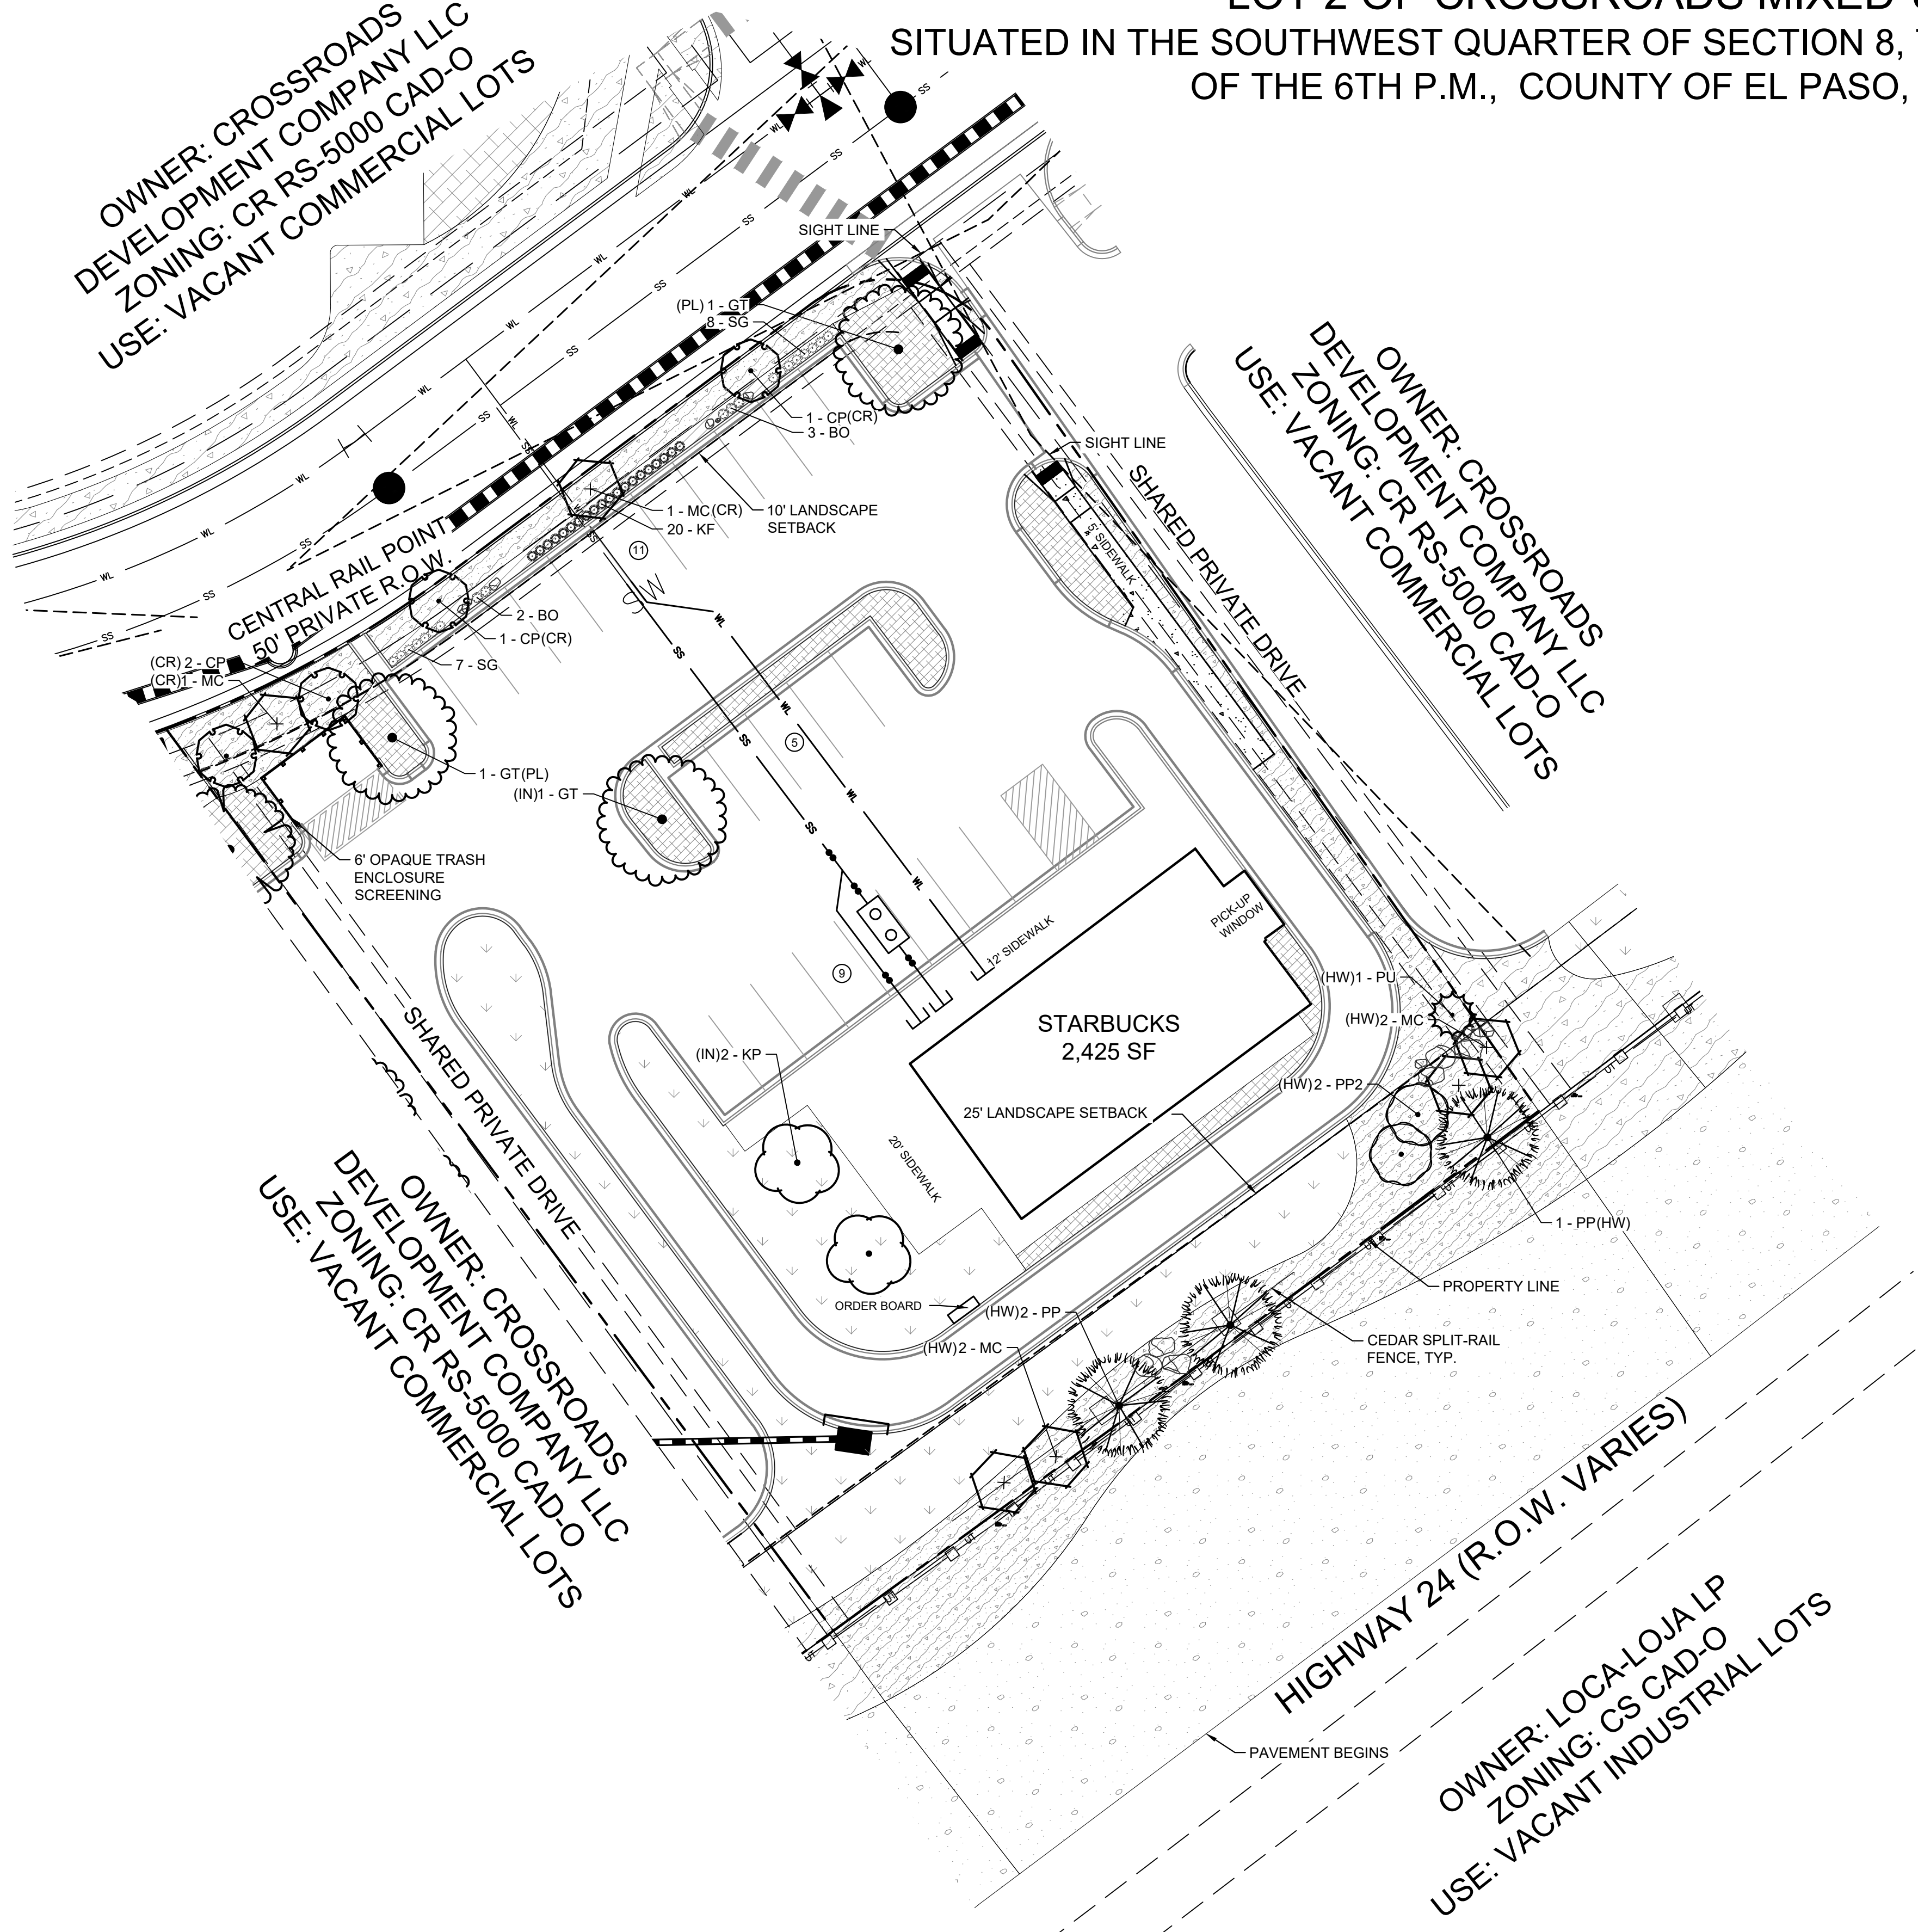 LOT 2 OF CROSSROADS MIXED
SITUATED IN THE SOUTHWEST QUARTER OF SECTION 8,
OF THE 6TH P.M., COUNTY OF EL PASO,
OWNER: CROSSROADS
DEVELOPMENT COMPANY LLC
ZONING: CR RS-5000 CAD-O
USE: VACANT COMMERCIAL LOTS
SIGHT LINE
(PL) 1 - GT
8 - SG
1 - CP(CR)
3 - BO
SIGHT LINE
1 - MC(CR)
20 - KF
10' LANDSCAPE
SETBACK
11
5' SIDEWALK
SHARED PRIVATE DRIVE
OWNER: CROSSROADS
DEVELOPMENT COMPANY LLC
ZONING: CR RS-5000 CAD-O
USE: VACANT COMMERCIAL LOTS
CENTRAL RAIL POINT
50' PRIVATE R.O.W.
2 - BO
1 - CP(CR)
7 - SG
(CR) 2 - CP
(CR)1 - MC
1 - GT(PL)
(IN)1 - GT
5
6' OPAQUE TRASH
ENCLOSURE
SCREENING
9
12' SIDEWALK
PICK-UP
WINDOW
STARBUCKS
2,425 SF
(HW)1 - PU
(HW)2 - MC
(HW)2 - PP2
(IN)2 - KP
25' LANDSCAPE SETBACK
20' SIDEWALK
SHARED PRIVATE DRIVE
1 - PP(HW)
PROPERTY LINE
ORDER BOARD
(HW)2 - PP
(HW)2 - MC
CEDAR SPLIT-RAIL
FENCE, TYP.
OWNER: CROSSROADS
DEVELOPMENT COMPANY LLC
ZONING: CR RS-5000 CAD-O
USE: VACANT COMMERCIAL LOTS
HIGHWAY 24 (R.O.W. VARIES)
PAVEMENT BEGINS
OWNER: LOCA-LOJA LP
ZONING: CS CAD-O
USE: VACANT INDUSTRIAL LOTS